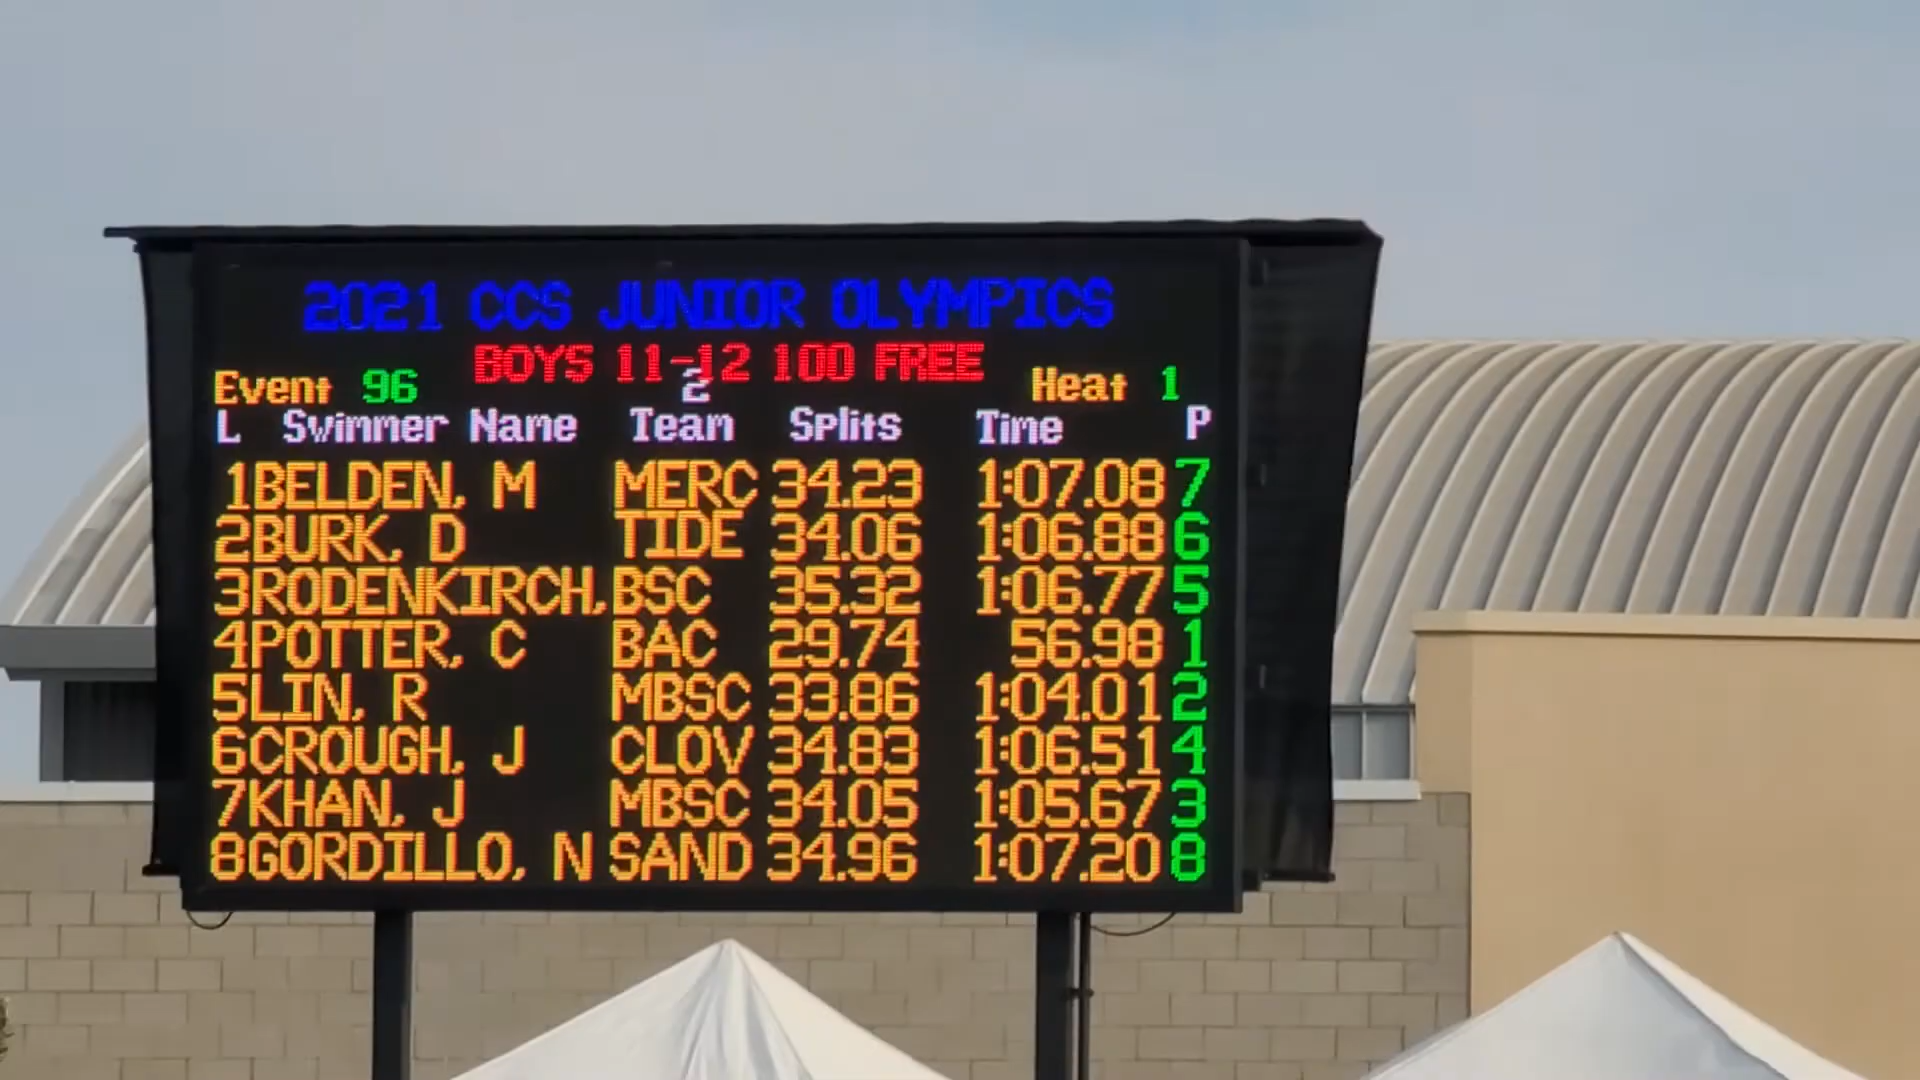 2021 CCS JUNIOR OLYMPICS
BOYS 11-12 100 FREE
Event 96 2 Heat 1
L Swimmer Name Team Splits Time P
1BELDEN, M MERC 34.23 1:07.08 7
2BURK, D TIDE 34.06 1:06.88 6
3RODENKIRCH, BSC 35.32 1:06.77 5
4POTTER, C BAC 29.74 56.98 1
5LIN, R MBSC 33.86 1:04.01 2
6CROUGH, J CLOV 34.83 1:06.51 4
7KHAN, J MBSC 34.05 1:05.67 3
8GORDILLO, N SAND 34.96 1:07.20 8